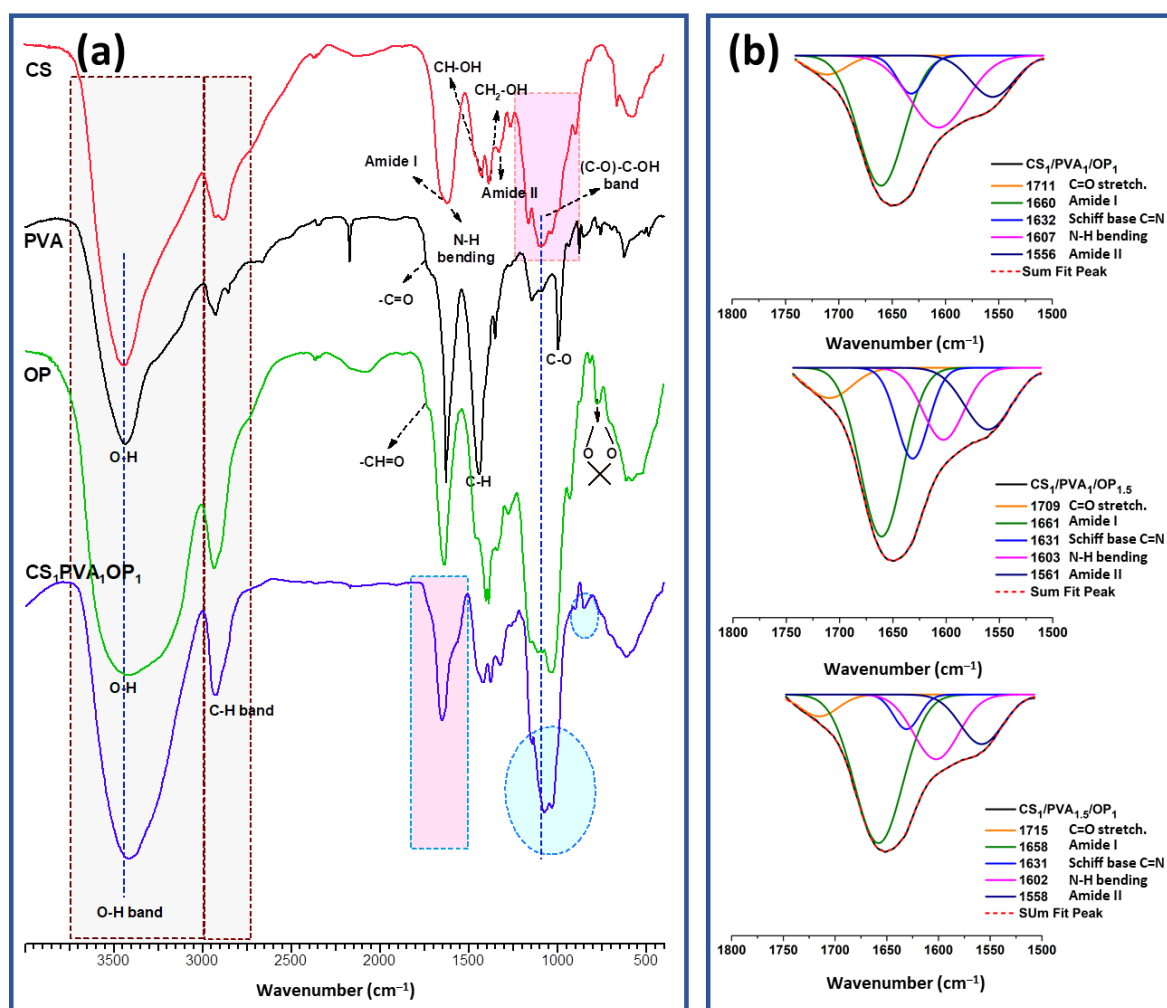 (a)
CS
CH-OH
CH₂-OH
Amide I
Amide II
(C-O)-C-OH
band
PVA
N-H
bending
-C=O
C-O
OP
O-H
C-H
-CH=O
O O
CS₁PVA₁OP₁
O-H
C-H band
O-H band
3500 3000 2500 2000 1500 1000 500
Wavenumber (cm⁻¹)
(b)
CS₁/PVA₁/OP₁
1711 C=O stretch.
1660 Amide I
1632 Schiff base C=N
1607 N-H bending
1556 Amide II
Sum Fit Peak
1800 1750 1700 1650 1600 1550 1500
Wavenumber (cm⁻¹)
CS₁/PVA₁/OP₁.₅
1709 C=O stretch.
1661 Amide I
1631 Schiff base C=N
1603 N-H bending
1561 Amide II
Sum Fit Peak
1800 1750 1700 1650 1600 1550 1500
Wavenumber (cm⁻¹)
CS₁/PVA₁.₅/OP₁
1715 C=O stretch.
1658 Amide I
1631 Schiff base C=N
1602 N-H bending
1558 Amide II
SUm Fit Peak
1800 1750 1700 1650 1600 1550 1500
Wavenumber (cm⁻¹)